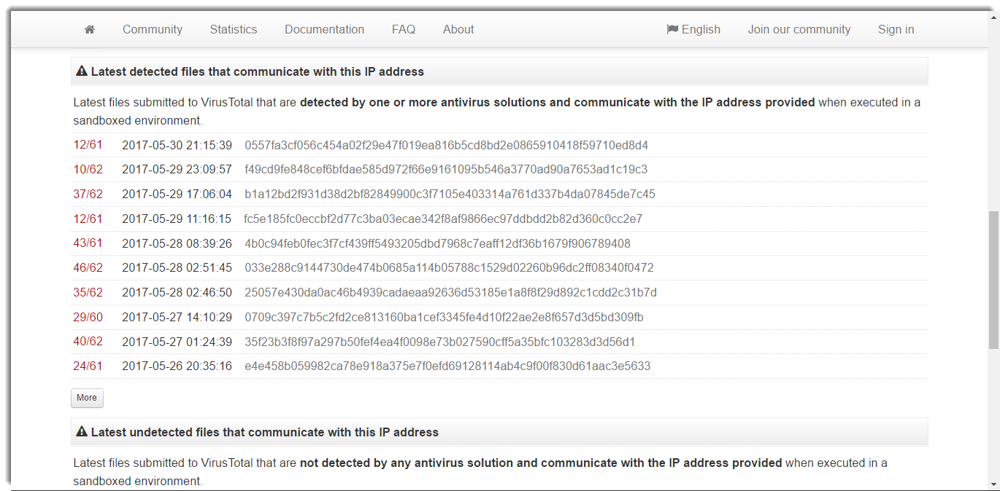 Community Statistics Documentation FAQ About English Join our community Sign in
Latest detected files that communicate with this IP address
Latest files submitted to VirusTotal that are detected by one or more antivirus solutions and communicate with the IP address provided when executed in a
sandboxed environment.
12/61 2017-05-30 21:15:39 0557fa3cf056c454a02f29e47f019ea816b5cd8bd2e0865910418f59710ed8d4
10/62 2017-05-29 23:09:57 f49cd9fe848cef6bfdae585d972f66e9161095b546a3770ad90a7653ad1c19c3
37/62 2017-05-29 17:06:04 b1a12bd2f931d38d2bf82849900c3f7105e403314a761d337b4da07845de7c45
12/61 2017-05-29 11:16:15 fc5e185fc0eccbf2d77c3ba03ecae342f8af9866ec97ddbdd2b82d360c0cc2e7
43/61 2017-05-28 08:39:26 4b0c94feb0fec3f7cf439ff5493205dbd7968c7eaff12df36b1679f906789408
46/62 2017-05-28 02:51:45 033e288c9144730de474b0685a114b05788c1529d02260b96dc2ff08340f0472
35/62 2017-05-28 02:46:50 25057e430da0ac46b4939cadaeaa92636d53185e1a8f8f29d892c1cdd2c31b7d
29/60 2017-05-27 14:10:29 0709c397c7b5c2fd2ce813160ba1cef3345fe4d10f22ae2e8f657d3d5bd309fb
40/62 2017-05-27 01:24:39 35f23b3f8f97a297b50fef4ea4f0098e73b027590cff5a35bfc103283d3d56d1
24/61 2017-05-26 20:35:16 e4e458b059982ca78e918a375e7f0efd69128114ab4c9f00f830d61aac3e5633
More
Latest undetected files that communicate with this IP address
Latest files submitted to VirusTotal that are not detected by any antivirus solution and communicate with the IP address provided when executed in a
sandboxed environment.